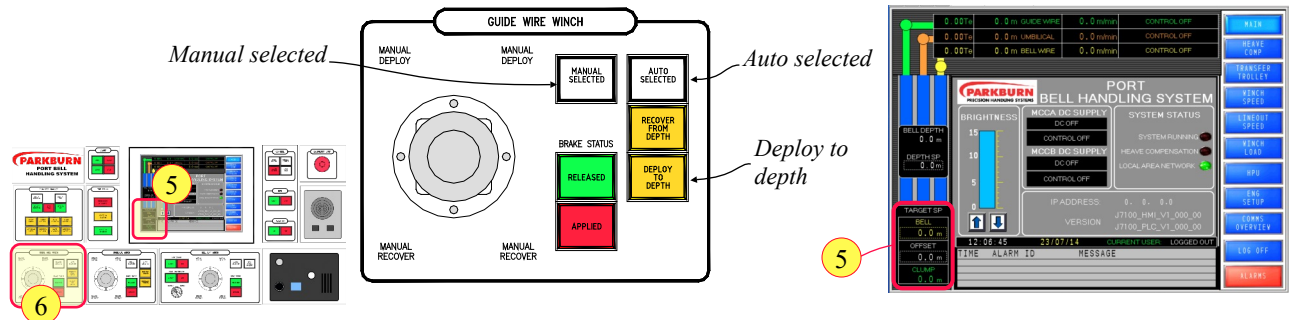 GUIDE WIRE WINCH
MANUAL DEPLOY
MANUAL DEPLOY
Manual selected
MANUAL SELECTED
AUTO SELECTED
Auto selected
RECOVER FROM DEPTH
BRAKE STATUS
RELEASED
DEPLOY TO DEPTH
Deploy to depth
APPLIED
MANUAL RECOVER
MANUAL RECOVER
PARKBURN
PORT BELL
HANDLING SYSTEM
5
6
0.00Te 0.0 m GUIDE WIRE 0.0 m/min CONTROL OFF
0.00Te 0.0 m UMBILICAL 0.0 m/min CONTROL OFF
0.00Te 0.0 m BELL WIRE 0.0 m/min CONTROL OFF
PARKBURN
PRECISION HANDLING SYSTEMS
PORT
BELL HANDLING SYSTEM
BRIGHTNESS
15
10
5
0
MCCA DC SUPPLY
DC OFF
CONTROL OFF
MCCB DC SUPPLY
DC OFF
CONTROL OFF
SYSTEM STATUS
SYSTEM RUNNING
HEAVE COMPENSATION
LOCAL AREA NETWORK
BELL DEPTH
0.0 m
DEPTH SP
0.0 m
TARGET SP
BELL
0.0 m
OFFSET
0.0 m
CLUMP
0.0 m
5
IP ADDRESS: 0. 0. 0.0
VERSION J7100_HMI_V1_000_00
J7100_PLC_V1_000_00
12:06:45 23/07/14 CURRENT USER LOGGED OUT
TIME ALARM ID MESSAGE
MAIN
HEAVE COMP
TRANSFER TROLLEY
WINCH SPEED
LINEOUT SPEED
WINCH LOAD
HPU
ENG SETUP
COMMS OVERVIEW
LOG OFF
ALARMS